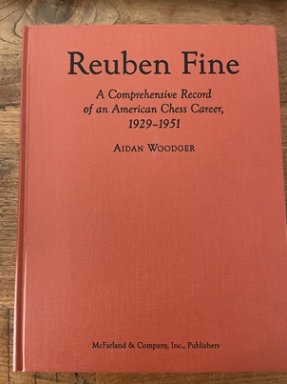 Reuben Fine
A Comprehensive Record
of an American Chess Career,
1929–1951
AIDAN WOODGER
McFarland & Company, Inc., Publishers